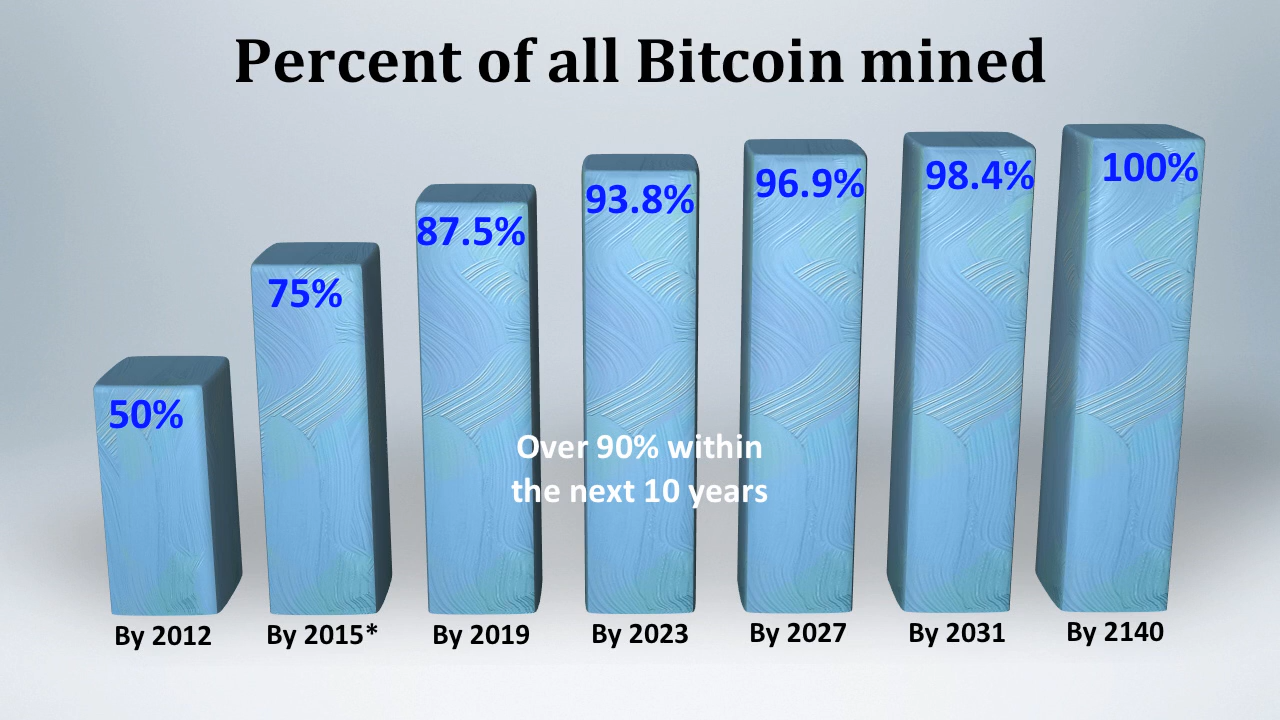 Percent of all Bitcoin mined
50%
75%
87.5%
93.8%
96.9%
98.4%
100%
Over 90% within
the next 10 years
By 2012
By 2015*
By 2019
By 2023
By 2027
By 2031
By 2140